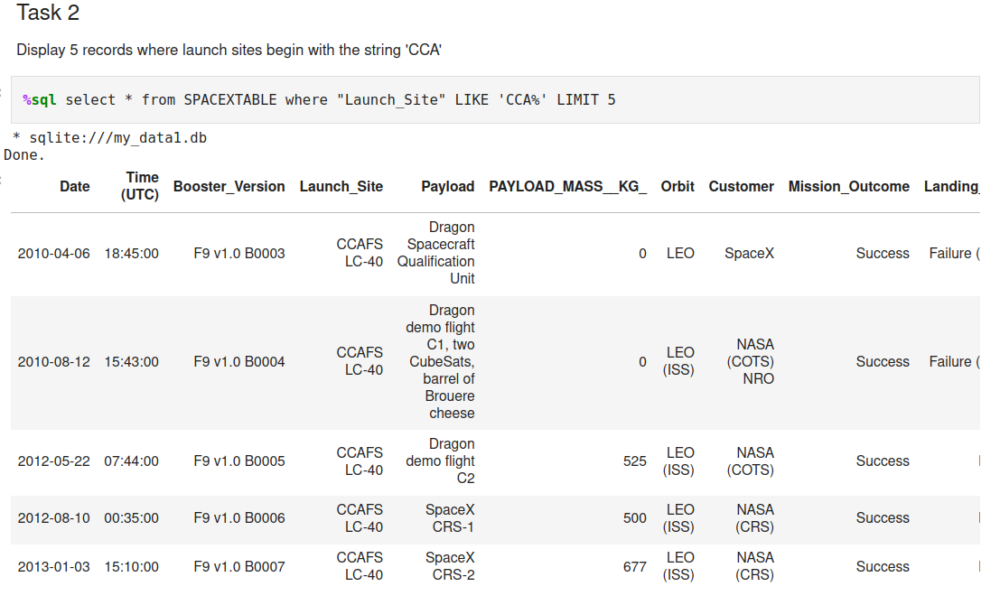 Task 2
Display 5 records where launch sites begin with the string 'CCA'
%sql select * from SPACEXTABLE where "Launch_Site" LIKE 'CCA%' LIMIT 5
* sqlite:///my_data1.db
Done.
Date Time (UTC) Booster_Version Launch_Site Payload PAYLOAD_MASS__KG_ Orbit Customer Mission_Outcome Landing_
2010-04-06 18:45:00 F9 v1.0 B0003 CCAFS LC-40 Dragon Spacecraft Qualification Unit 0 LEO SpaceX Success Failure (
2010-08-12 15:43:00 F9 v1.0 B0004 CCAFS LC-40 Dragon demo flight C1, two CubeSats, barrel of Brouere cheese 0 LEO (ISS) NASA (COTS) NRO Success Failure (
2012-05-22 07:44:00 F9 v1.0 B0005 CCAFS LC-40 Dragon demo flight C2 525 LEO (ISS) NASA (COTS) Success
2012-08-10 00:35:00 F9 v1.0 B0006 CCAFS LC-40 SpaceX CRS-1 500 LEO (ISS) NASA (CRS) Success
2013-01-03 15:10:00 F9 v1.0 B0007 CCAFS LC-40 SpaceX CRS-2 677 LEO (ISS) NASA (CRS) Success